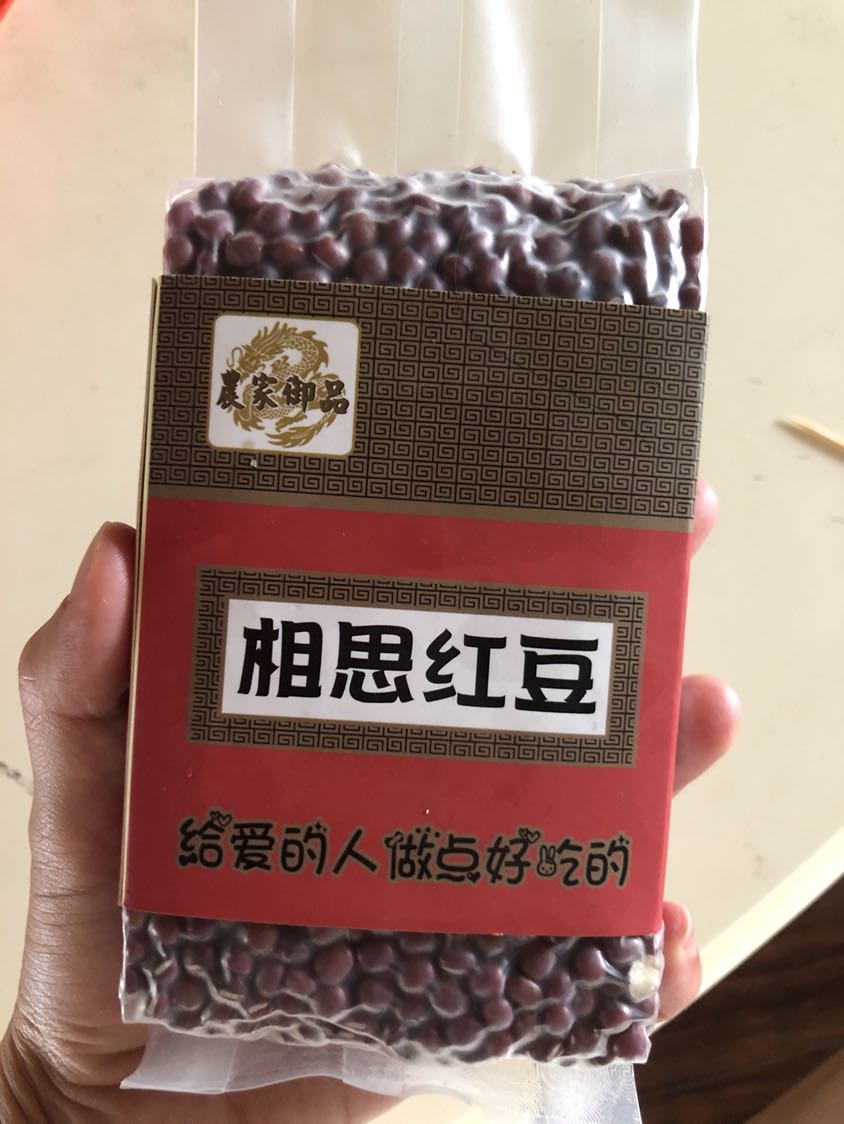 農家御品
相思红豆
给爱的人做点好吃的